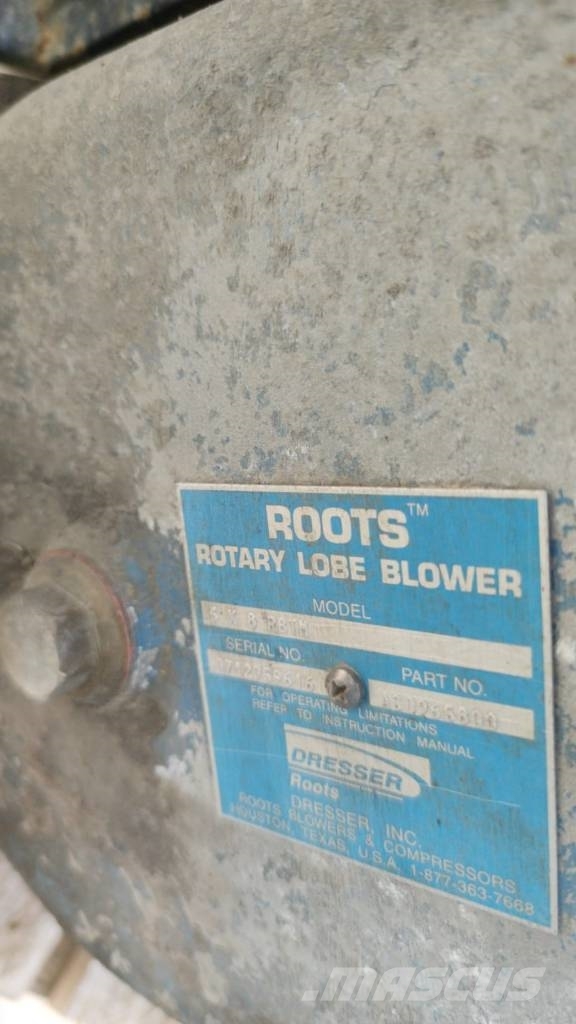 ROOTS™
ROTARY LOBE BLOWER
MODEL
SERIAL NO.
PART NO.
FOR OPERATING LIMITATIONS
REFER TO INSTRUCTION MANUAL
DRESSER
Roots
DRESSER, INC.
ROOTS BLOWERS & COMPRESSORS
HOUSTON, TEXAS, U.S.A. 1-877-363-7668
MASCUS